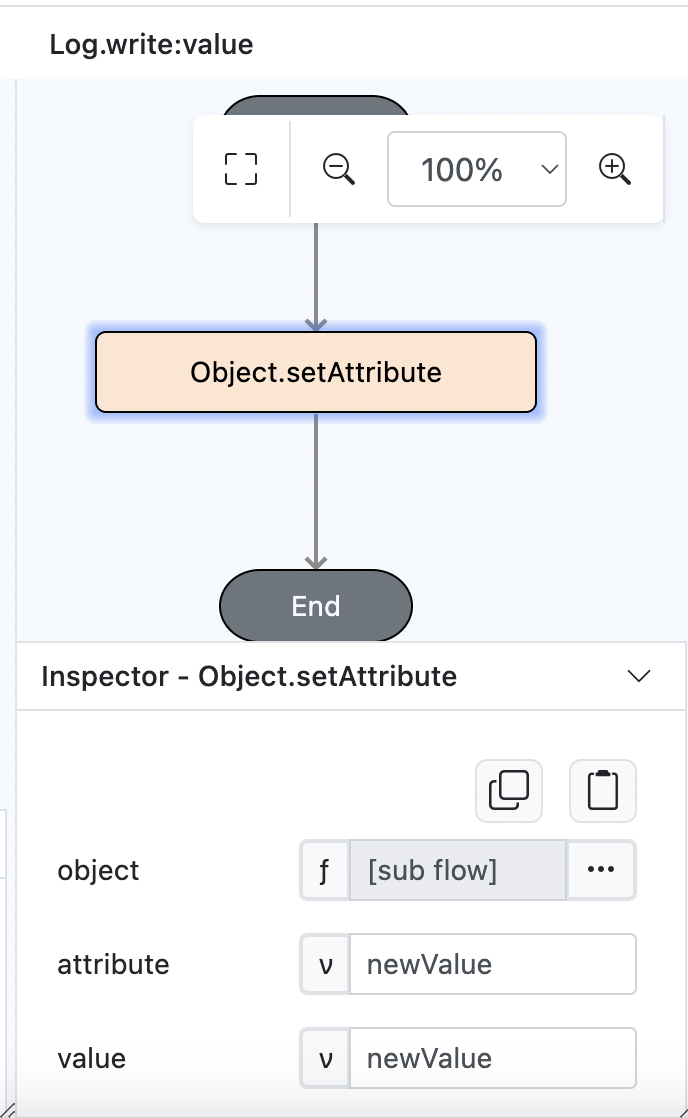 Log.write:value
100%
Object.setAttribute
End
Inspector - Object.setAttribute
object ƒ [sub flow] •••
attribute ν newValue
value ν newValue